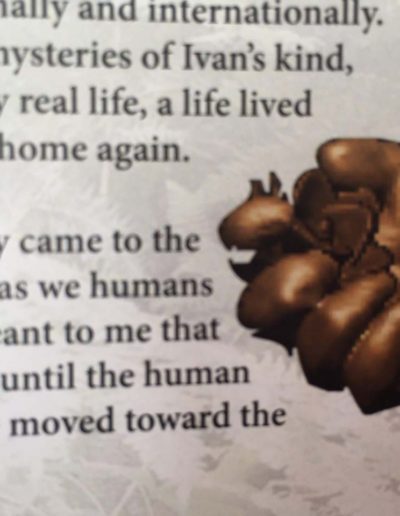 nally and internationally.
mysteries of Ivan's kind,
y real life, a life lived
home again.
y came to the
as we humans
eant to me that
until the human
moved toward the